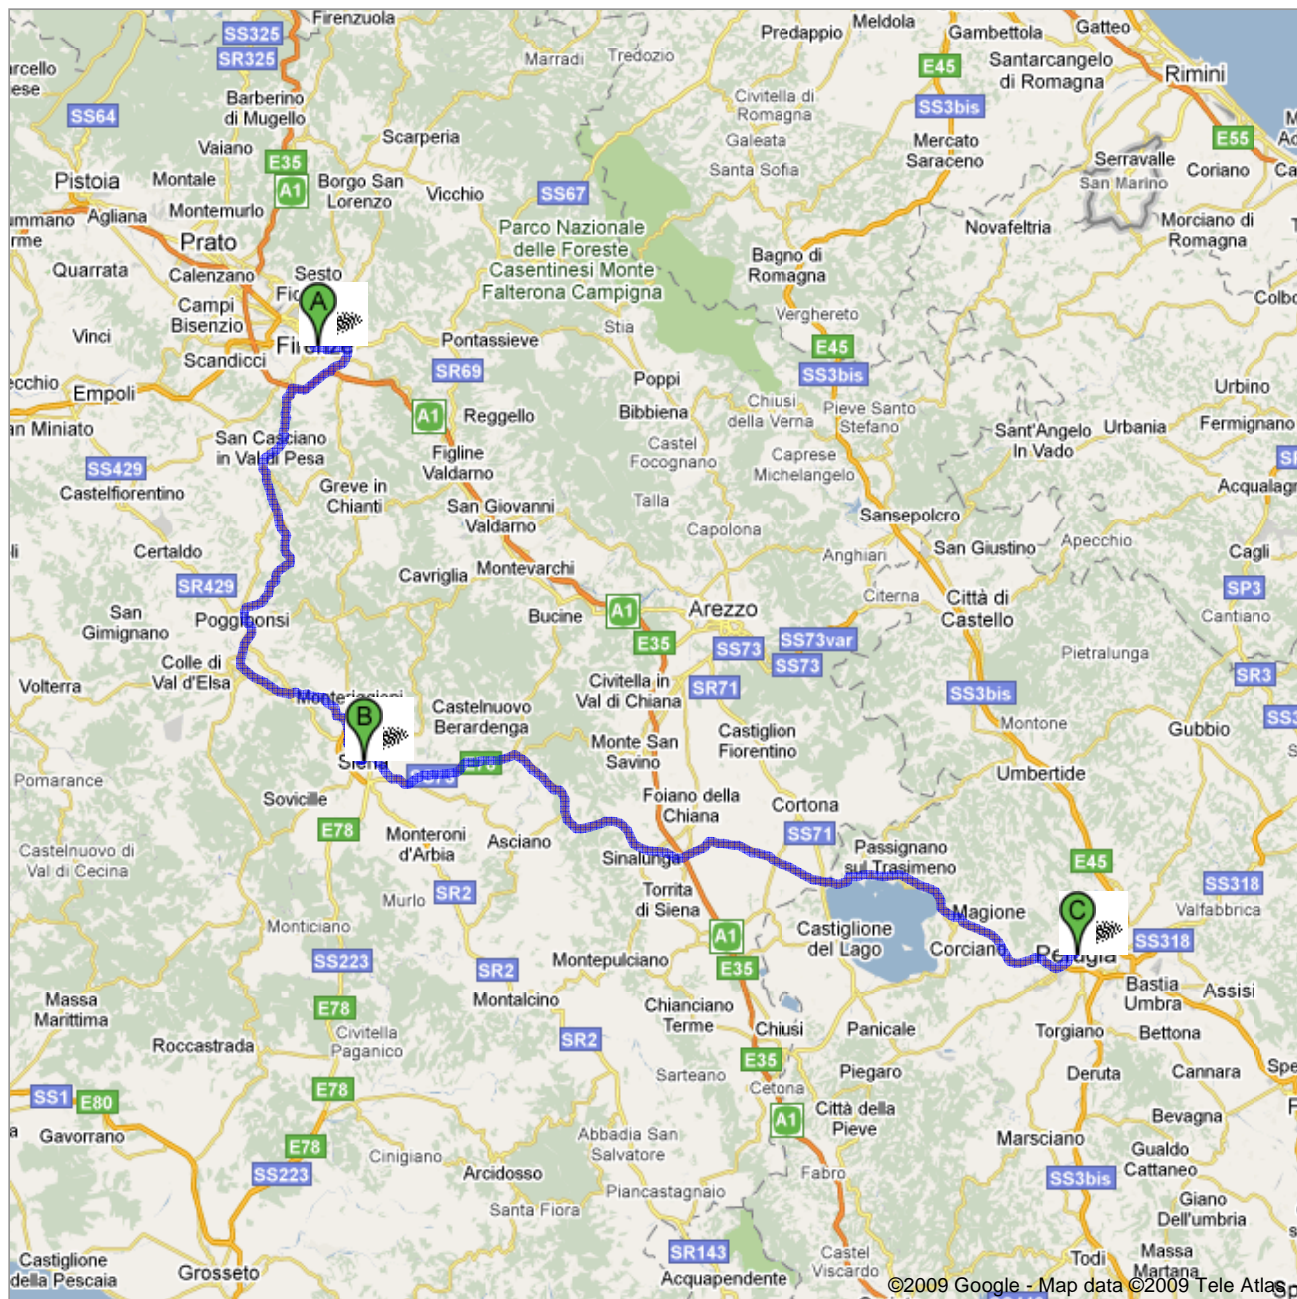 Firenzuola
Meldola
Gatteo
SS325
Predappio
Gambettola
SR325
Marradi
Tredozio
E45
Santarcangelo
di Romagna
Rimini
Barberino
di Mugello
Civitella di
Romagna
SS3bis
SS64
Scarperia
Galeata
Mercato
Saraceno
E55
Vaiano
E35
Santa Sofia
Serravalle
Coriano
Pistoia
Montale
A1
Borgo San
Lorenzo
Vicchio
SS67
San Marino
Agliana
Montemurlo
Parco Nazionale
delle Foreste
Casentinesi Monte
Falterona Campigna
Novafeltria
Morciano di
Romagna
Prato
Quarrata
Calenzano
Sesto
Bagno di
Romagna
Campi
Bisenzio
A
Verghereto
Vinci
Stia
Firenze
Pontassieve
E45
Scandicci
SR69
SS3bis
Empoli
Poppi
Urbino
A1
Reggello
Bibbiena
Chiusi
della Verna
Pieve Santo
Stefano
Fermignano
San Casciano
in Val di Pesa
Sant'Angelo
In Vado
Urbania
SS429
Figline
Valdarno
Castel
Focognano
Caprese
Michelangelo
Castelfiorentino
Greve in
Chianti
Talla
San Giovanni
Valdarno
Capolona
Sansepolcro
Certaldo
Anghiari
San Giustino
Apecchio
Cagli
SR429
Cavriglia
Montevarchi
SP3
San
Gimignano
Poggibonsi
Bucine
A1
Arezzo
Citerna
Città di
Castello
Cantiano
E35
SS73
SS73var
SS73
Pietralunga
Colle di
Val d'Elsa
Volterra
Civitella in
Val di Chiana
SR71
SS3bis
SR3
Monteriggioni
B
Castelnuovo
Berardenga
Castiglion
Fiorentino
Montone
Gubbio
Monte San
Savino
Siena
Pomarance
Umbertide
Sovicille
Foiano della
Chiana
Cortona
E78
Monteroni
d'Arbia
Asciano
SS71
Passignano
sul Trasimeno
Castelnuovo di
Val di Cecina
Sinalunga
E45
SS318
Murlo
SR2
Torrita
di Siena
C
Magione
Valfabbrica
Monticiano
A1
Castiglione
del Lago
Corciano
Perugia
SS318
SS223
SR2
Montepulciano
E35
Massa
Marittima
Montalcino
Bastia
Umbra
Assisi
E78
Chianciano
Terme
Chiusi
Panicale
Torgiano
Bettona
Roccastrada
Civitella
Paganico
SR2
E35
Piegaro
Deruta
Cannara
SS1
E80
E78
Sarteano
Cetona
Gavorrano
A1
Città della
Pieve
Bevagna
E78
SS223
Cinigiano
Abbadia San
Salvatore
Marsciano
Gualdo
Cattaneo
Arcidosso
Fabro
SS3bis
Piancastagnaio
Santa Fiora
Giano
Dell'umbria
SR143
Castel
Viscardo
Todi
Massa
Martana
Castiglione
della Pescaia
Grosseto
Acquapendente
©2009 Google - Map data ©2009 Tele Atlas